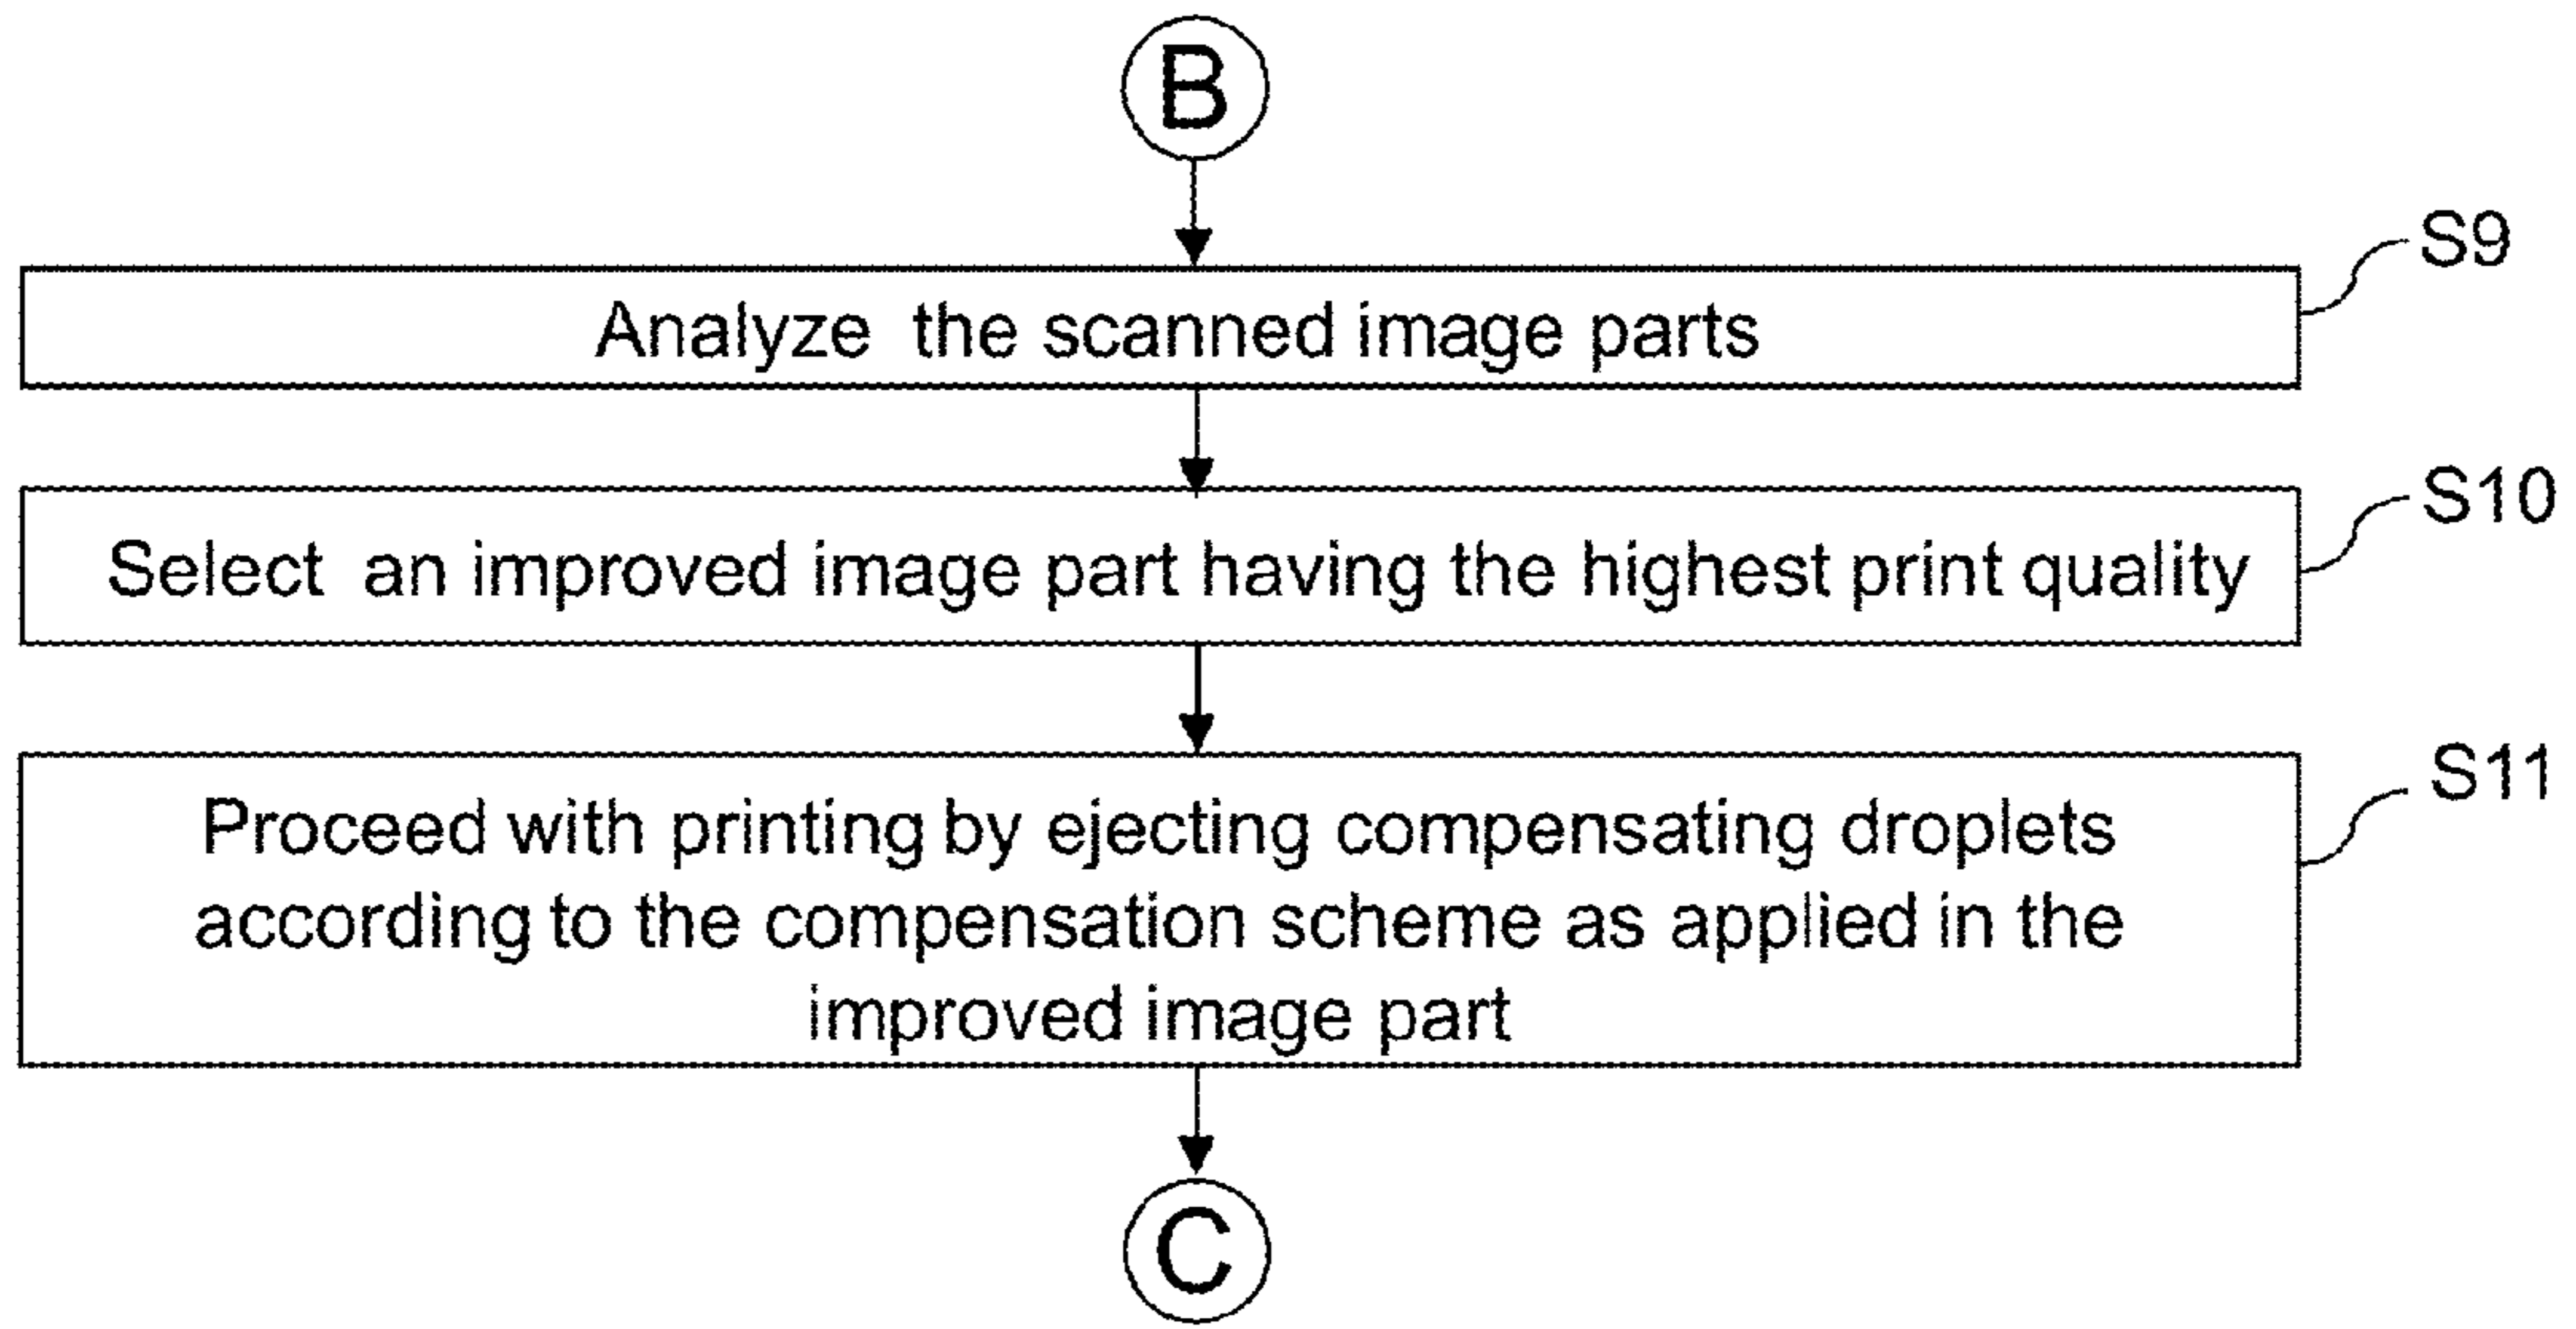 B
S9
Analyze the scanned image parts
S10
Select an improved image part having the highest print quality
S11
Proceed with printing by ejecting compensating droplets
according to the compensation scheme as applied in the
improved image part
C